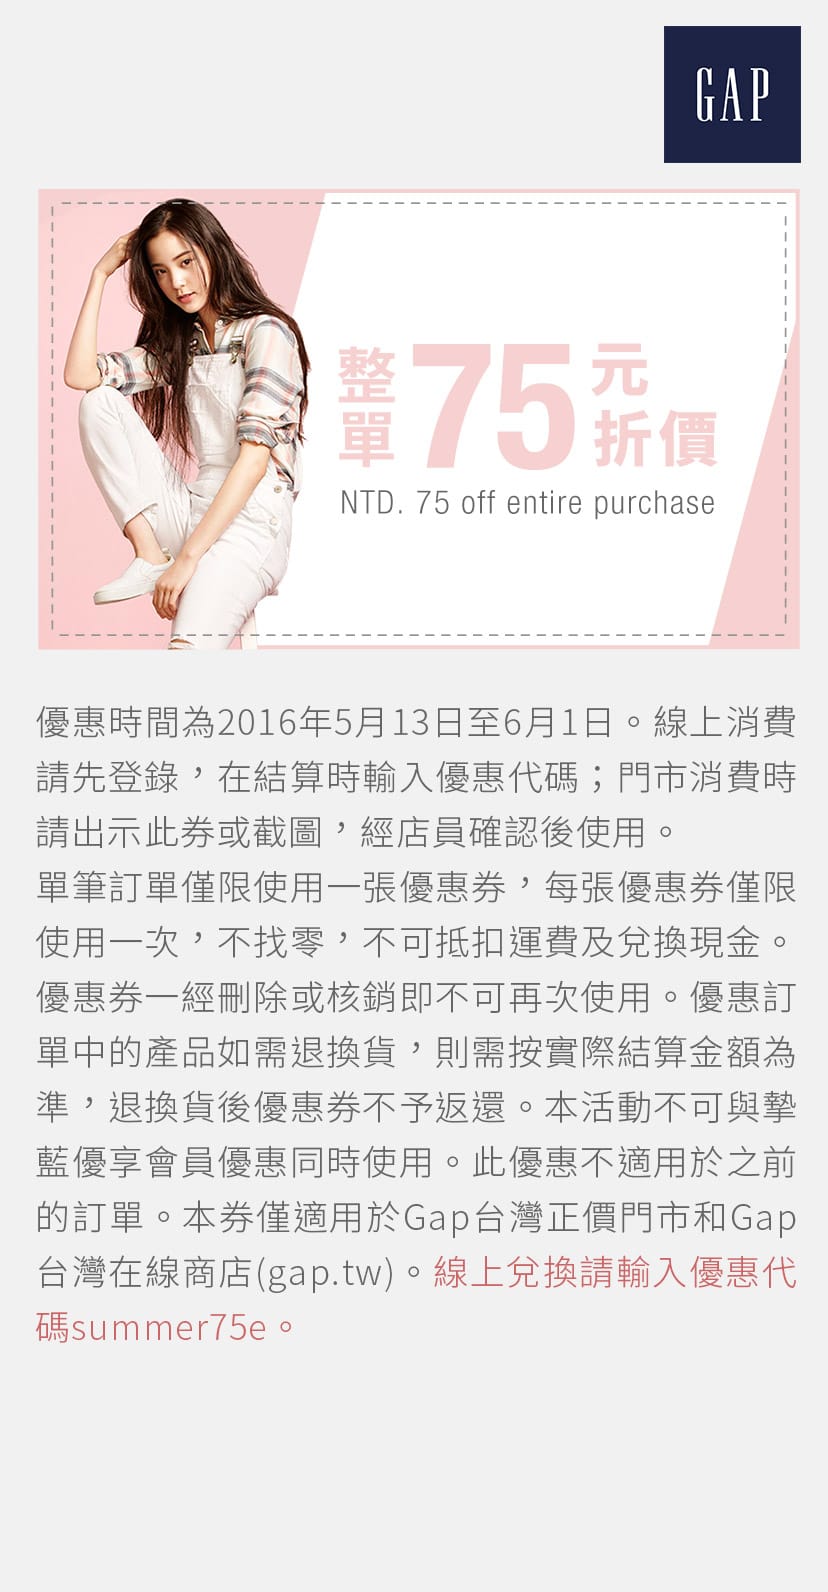 GAP
整單75元折價
NTD. 75 off entire purchase
優惠時間為2016年5月13日至6月1日。線上消費
請先登錄，在結算時輸入優惠代碼；門市消費時
請出示此券或截圖，經店員確認後使用。
單筆訂單僅限使用一張優惠券，每張優惠券僅限
使用一次，不找零，不可抵扣運費及兌換現金。
優惠券一經刪除或核銷即不可再次使用。優惠訂
單中的產品如需退換貨，則需按實際結算金額為
準，退換貨後優惠券不予返還。本活動不可與摯
藍優享會員優惠同時使用。此優惠不適用於之前
的訂單。本券僅適用於Gap台灣正價門市和Gap
台灣在線商店(gap.tw)。線上兌換請輸入優惠代
碼summer75e。